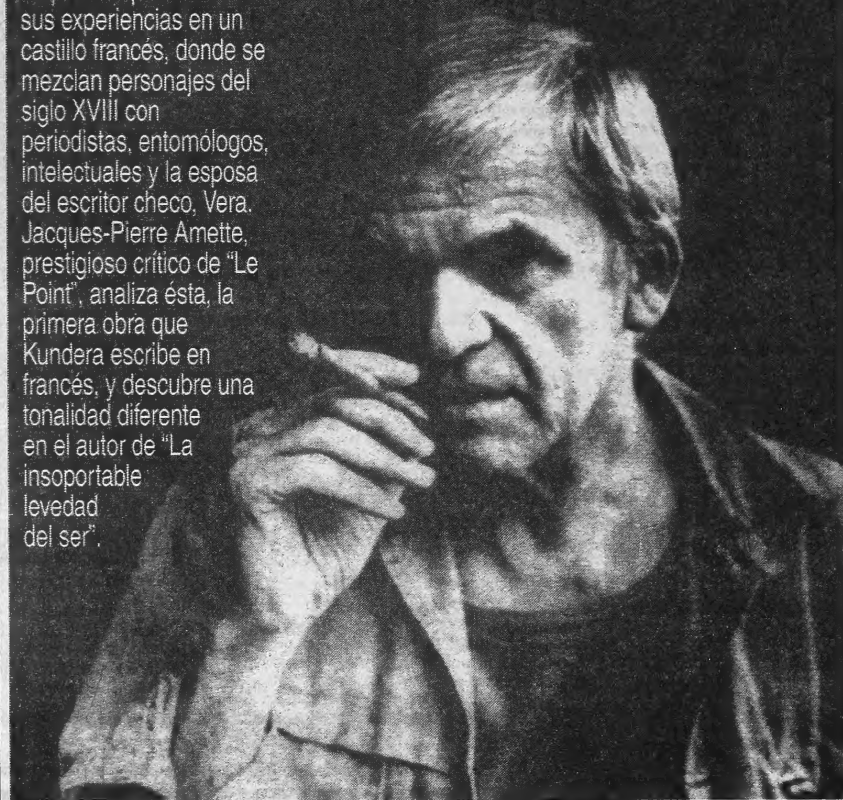 sus experiencias en un
castillo francés, donde se
mezclan personajes del
siglo XVIII con
periodistas, entomólogos,
intelectuales y la esposa
del escritor checo, Vera.
Jacques-Pierre Amette,
prestigioso crítico de “Le
Point”, analiza ésta, la
primera obra que
Kundera escribe en
francés, y descubre una
tonalidad diferente
en el autor de “La
insoportable
levedad
del ser”.